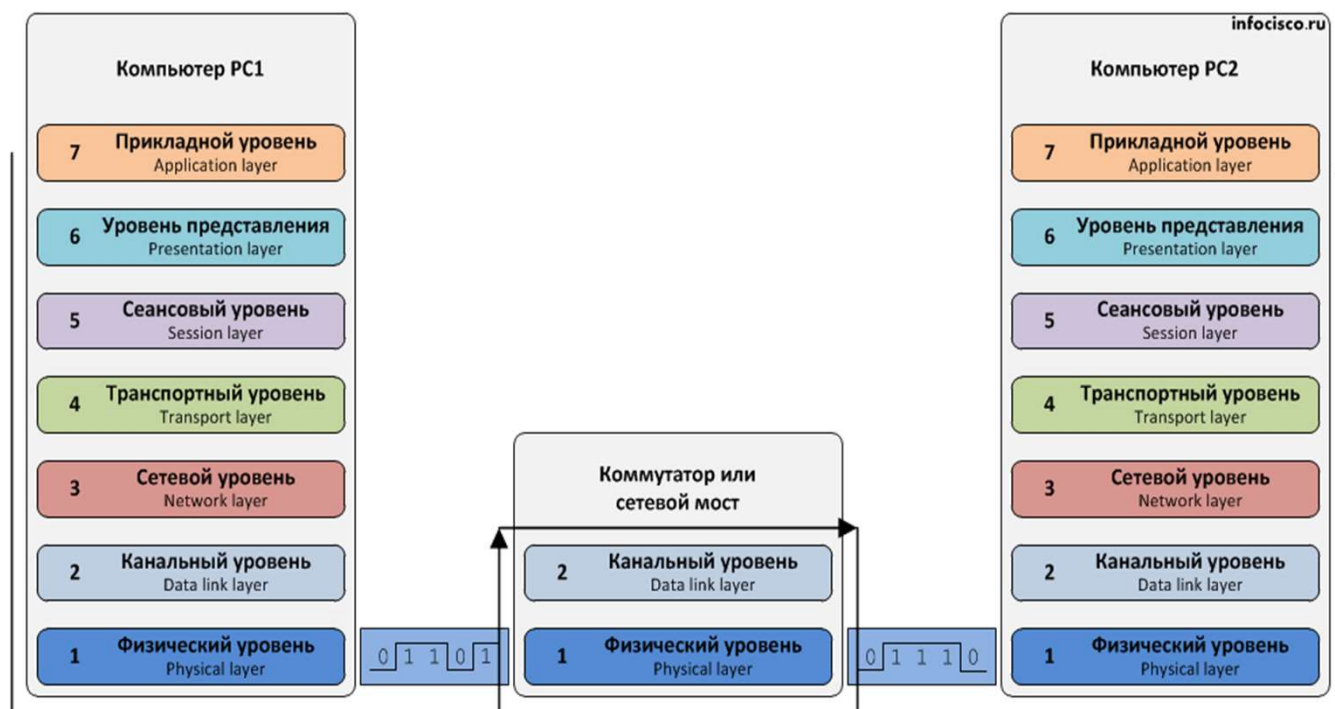 infocisco.ru
Компьютер PC1
7 Прикладной уровень
Application layer
6 Уровень представления
Presentation layer
5 Сеансовый уровень
Session layer
4 Транспортный уровень
Transport layer
3 Сетевой уровень
Network layer
2 Канальный уровень
Data link layer
1 Физический уровень
Physical layer
0 1 1 0 1
Коммутатор или
сетевой мост
2 Канальный уровень
Data link layer
1 Физический уровень
Physical layer
0 1 1 1 0
Компьютер PC2
7 Прикладной уровень
Application layer
6 Уровень представления
Presentation layer
5 Сеансовый уровень
Session layer
4 Транспортный уровень
Transport layer
3 Сетевой уровень
Network layer
2 Канальный уровень
Data link layer
1 Физический уровень
Physical layer